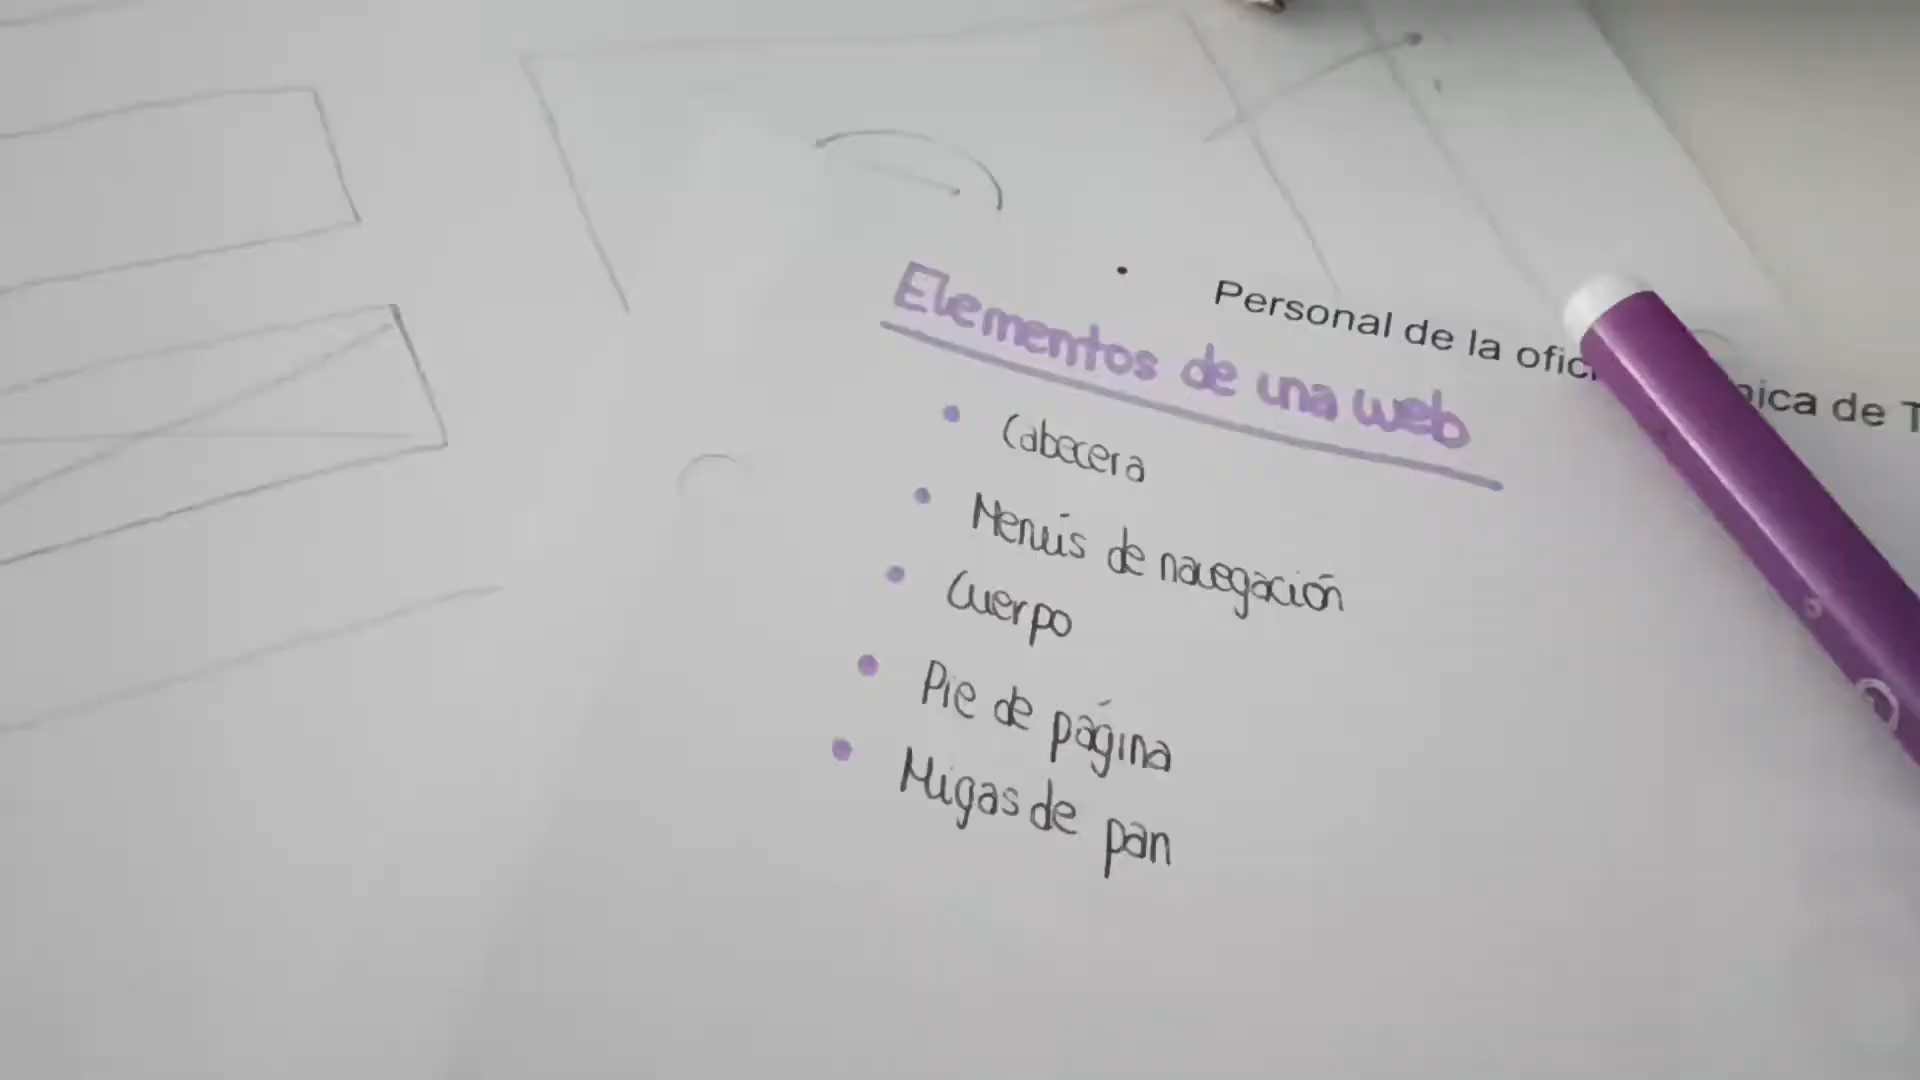 • Personal de la ofic
nica de T
Elementos de una web
• Cabecera
• Menús de navegación
• Cuerpo
• Pie de página
• Migas de pan